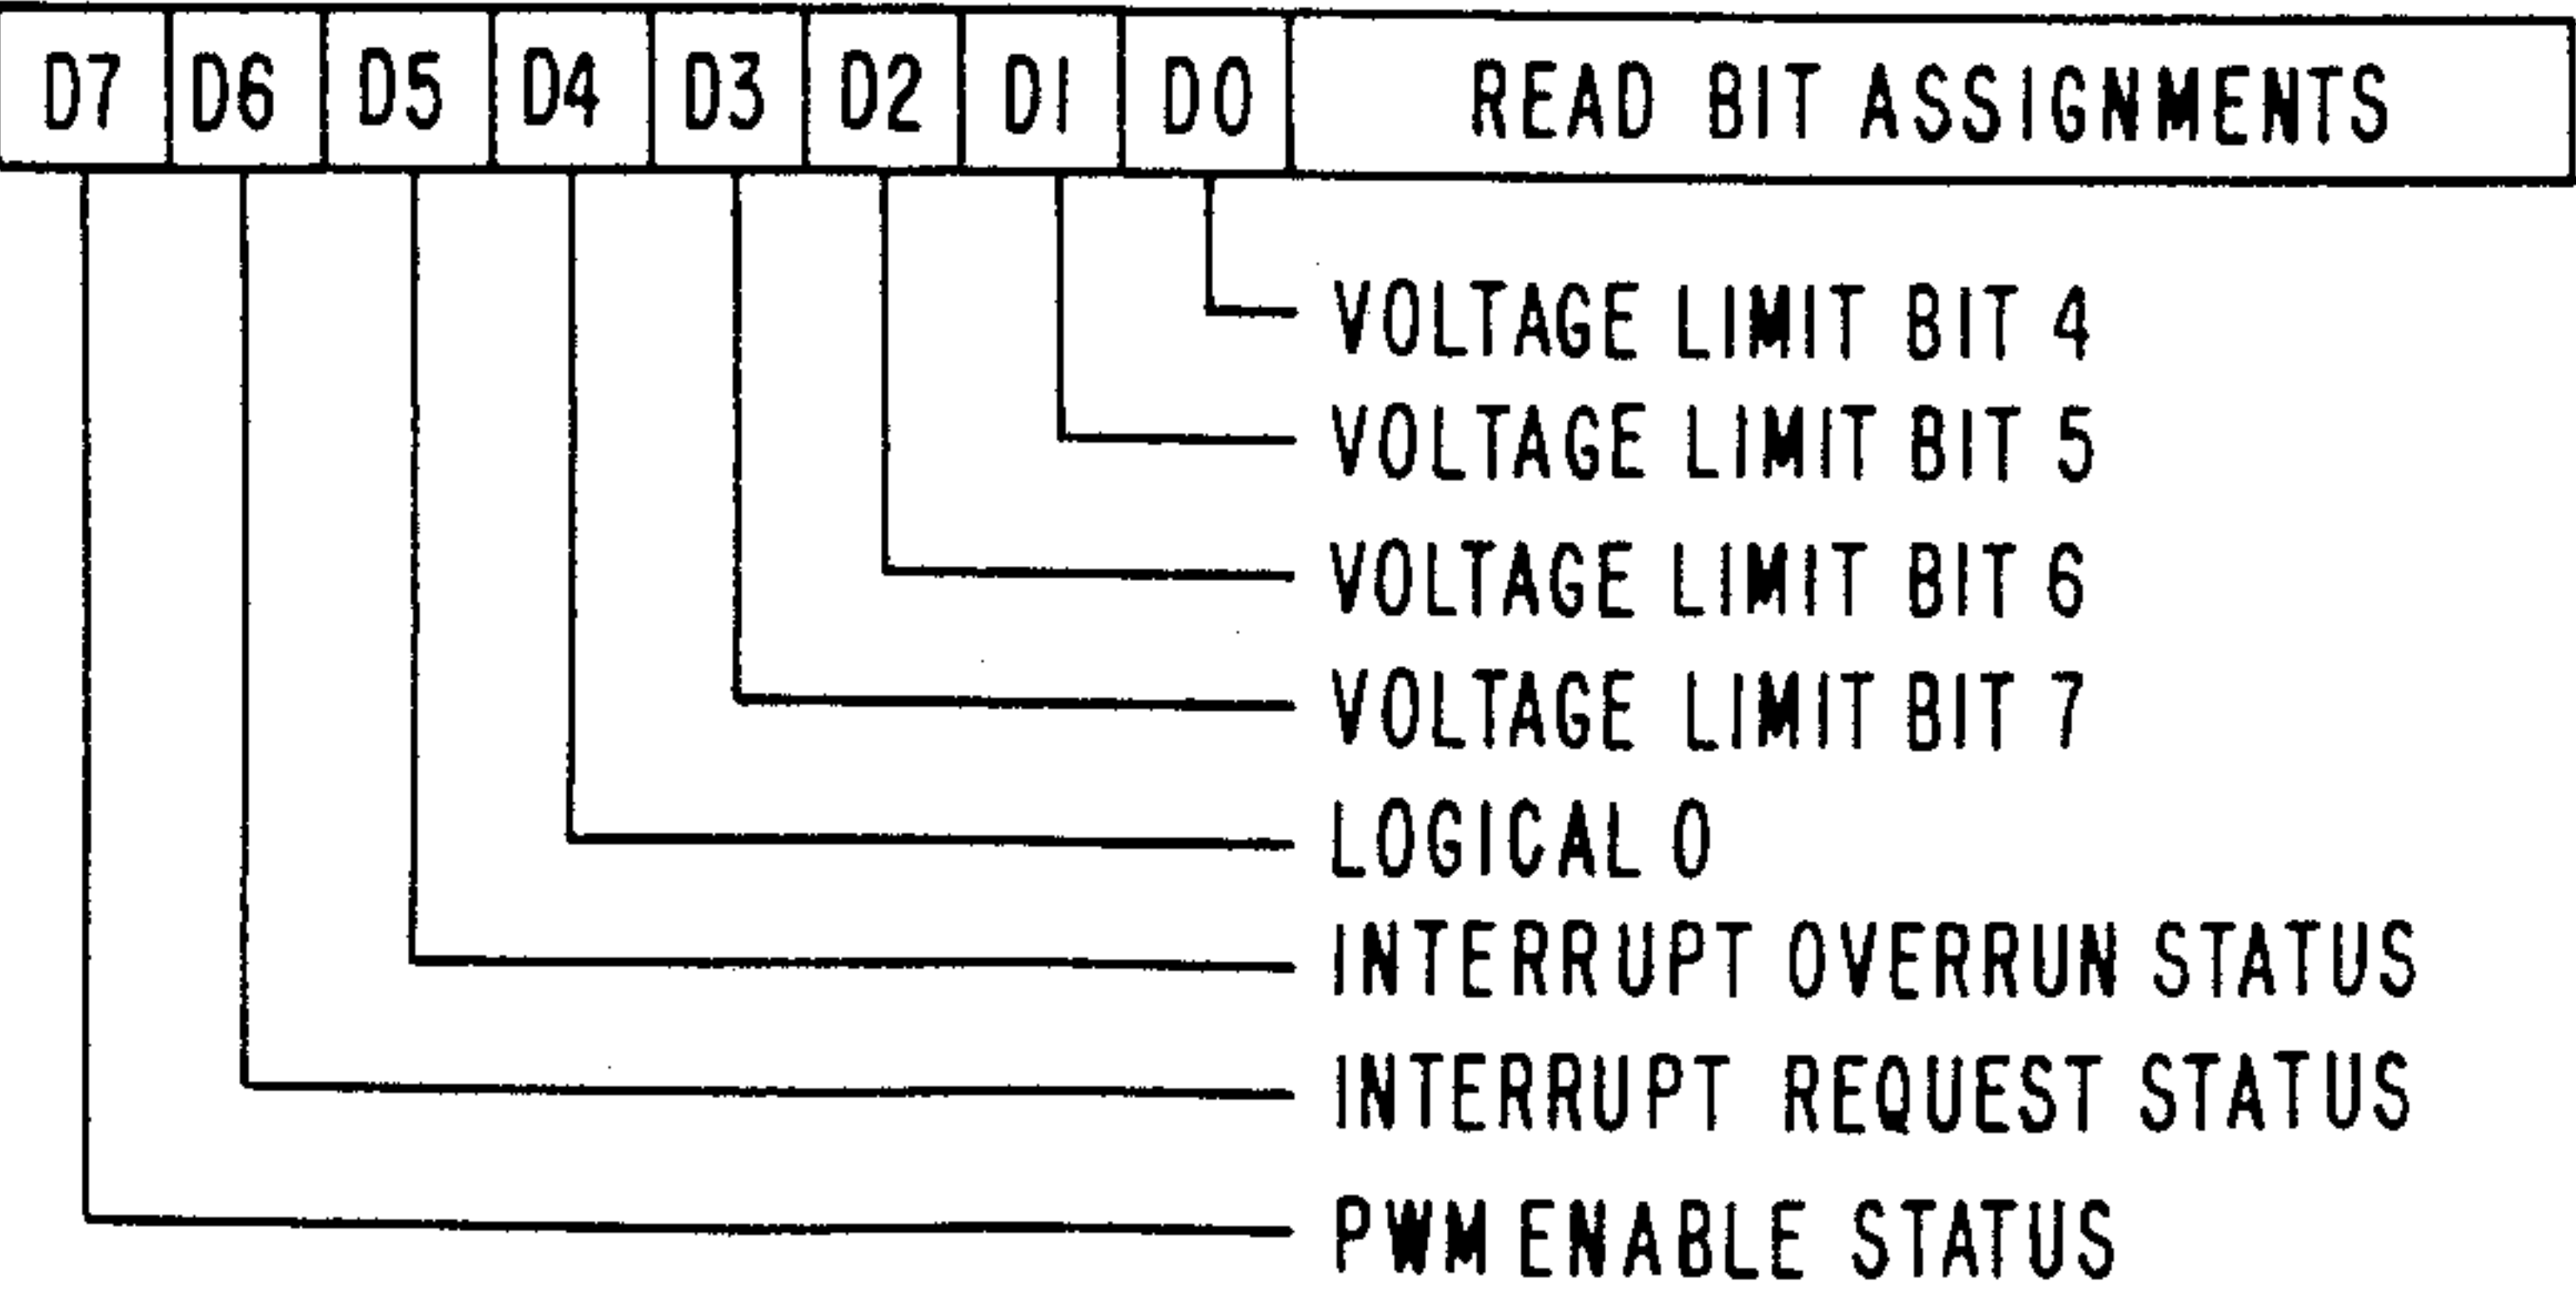 D7 D6 D5 D4 D3 D2 D1 D0 READ BIT ASSIGNMENTS
VOLTAGE LIMIT BIT 4
VOLTAGE LIMIT BIT 5
VOLTAGE LIMIT BIT 6
VOLTAGE LIMIT BIT 7
LOGICAL 0
INTERRUPT OVERRUN STATUS
INTERRUPT REQUEST STATUS
PWM ENABLE STATUS